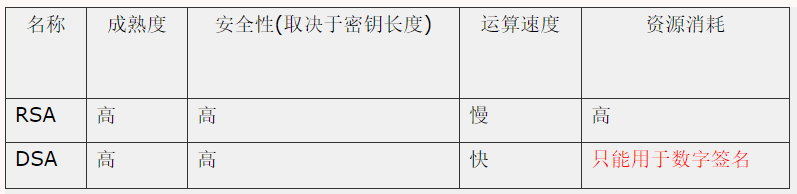 名称 成熟度 安全性(取决于密钥长度) 运算速度 资源消耗
RSA 高 高 慢 高
DSA 高 高 快 只能用于数字签名